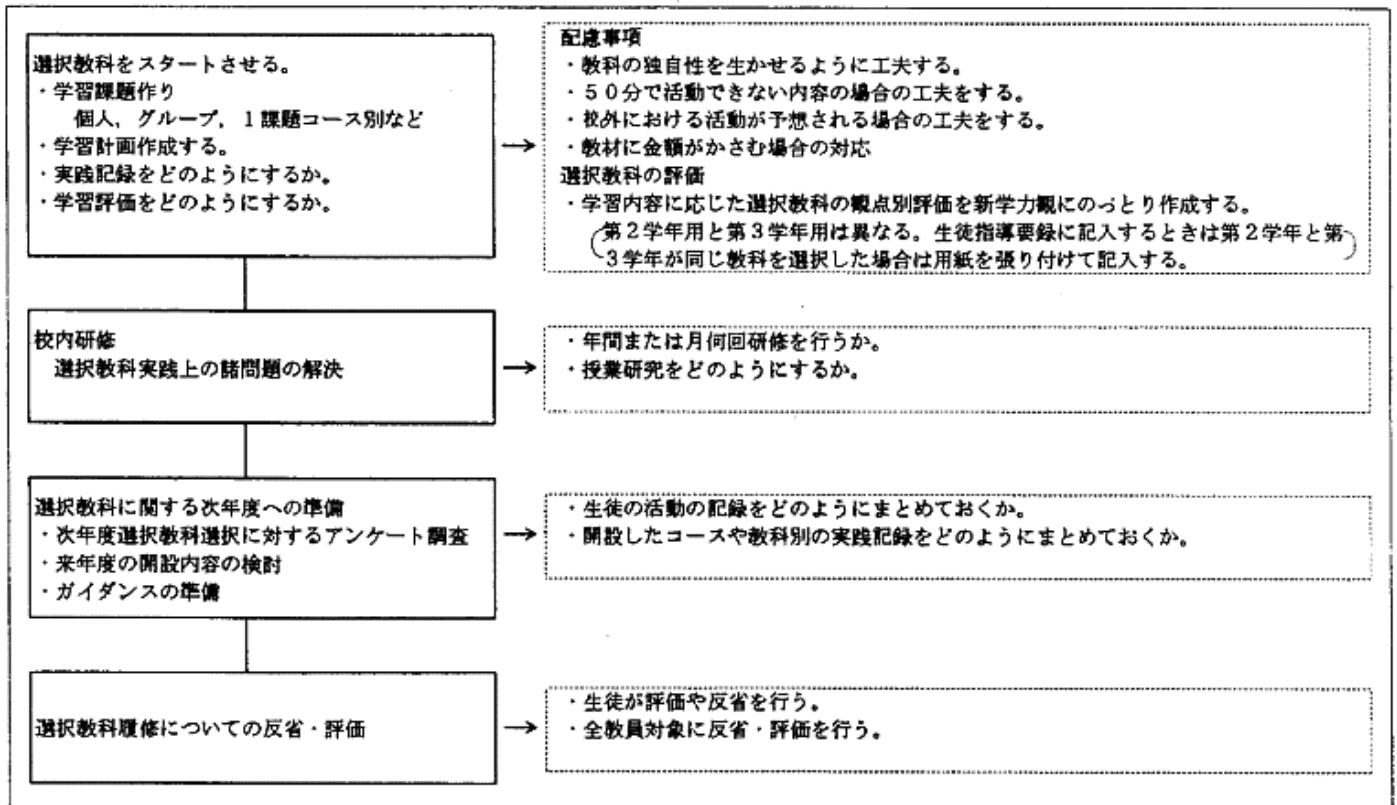 選択教科をスタートさせる。
・学習課題作り
個人，グループ，1課題コース別など
・学習計画作成する。
・実践記録をどのようにするか。
・学習評価をどのようにするか。
→
配慮事項
・教科の独自性を生かせるように工夫する。
・50分で活動できない内容の場合の工夫をする。
・校外における活動が予想される場合の工夫をする。
・教材に金額がかさむ場合の対応
選択教科の評価
・学習内容に応じた選択教科の観点別評価を新学力観にのっとり作成する。
（第2学年用と第3学年用は異なる。生徒指導要録に記入するときは第2学年と第
3学年が同じ教科を選択した場合は用紙を張り付けて記入する。）
校内研修
選択教科実践上の諸問題の解決
→
・年間または月何回研修を行うか。
・授業研究をどのようにするか。
選択教科に関する次年度への準備
・次年度選択教科選択に対するアンケート調査
・来年度の開設内容の検討
・ガイダンスの準備
→
・生徒の活動の記録をどのようにまとめておくか。
・開設したコースや教科別の実践記録をどのようにまとめておくか。
選択教科履修についての反省・評価
→
・生徒が評価や反省を行う。
・全教員対象に反省・評価を行う。